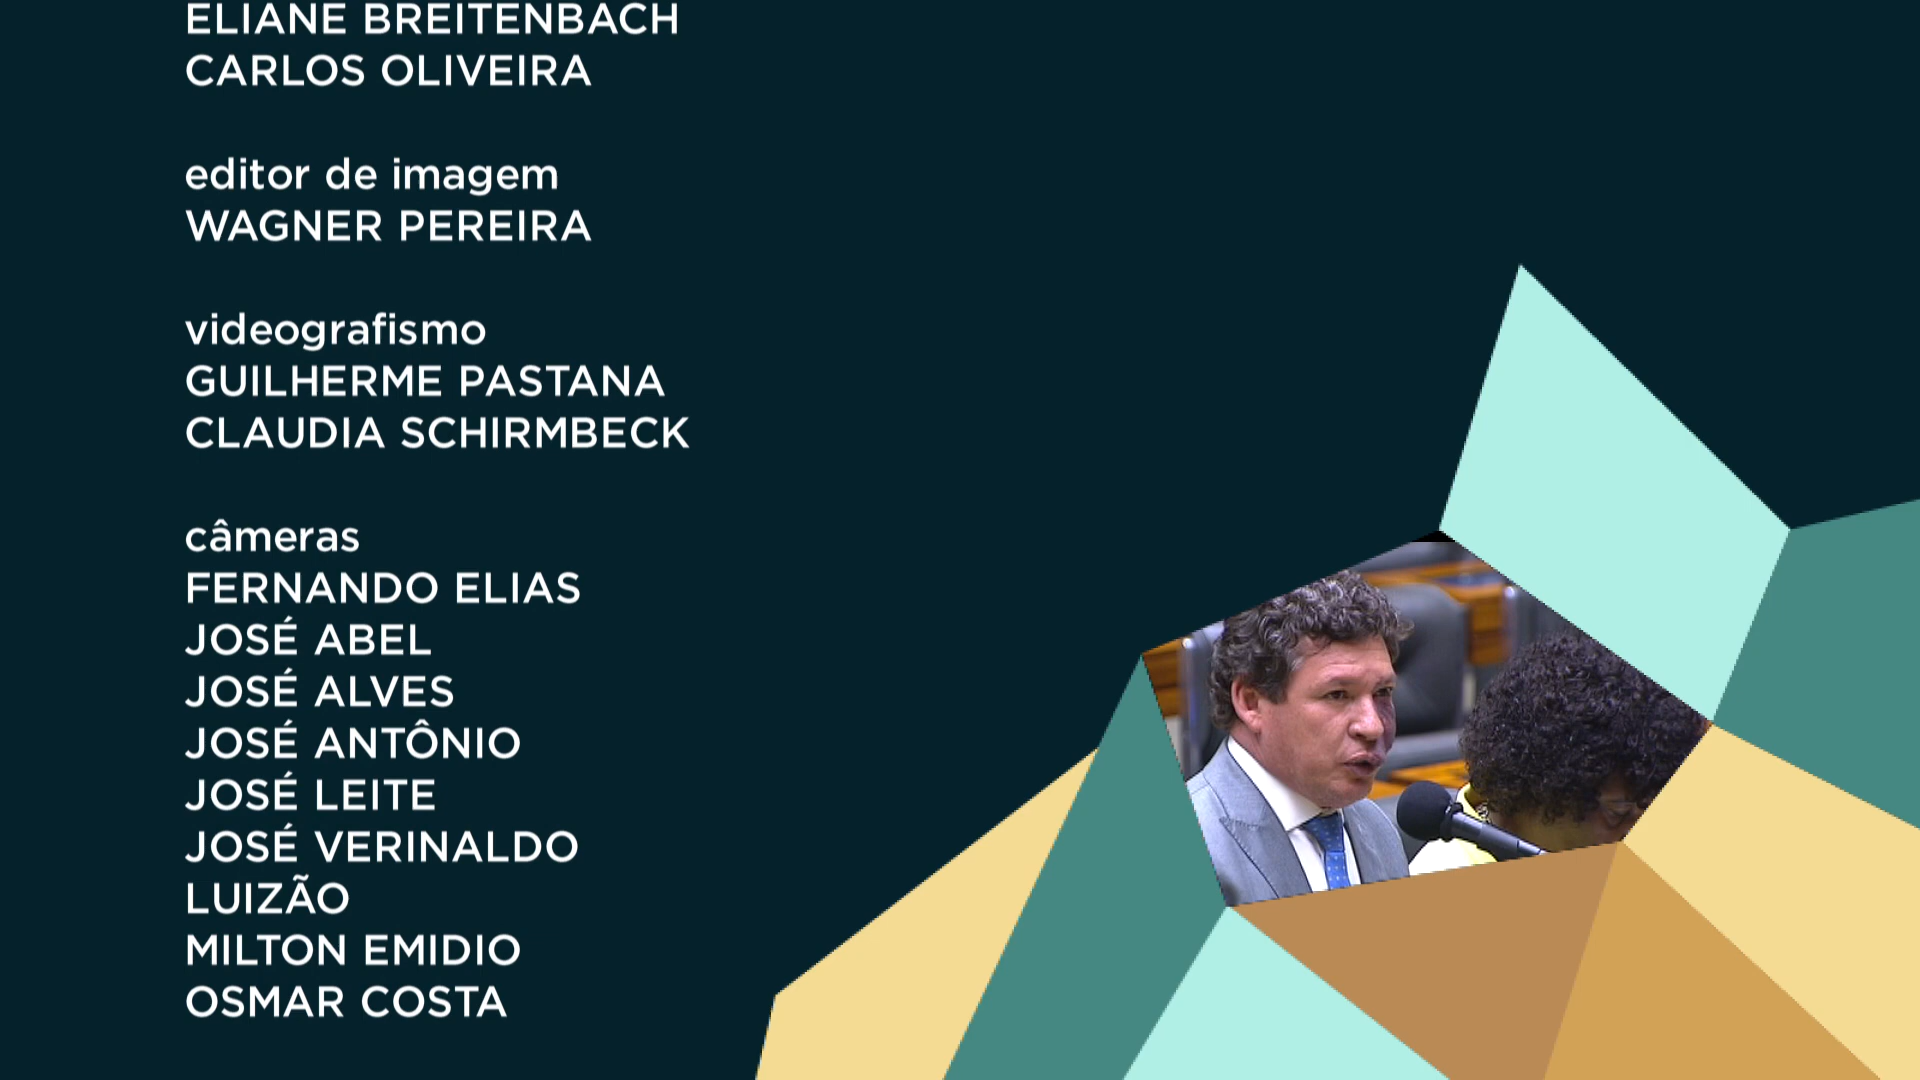 ELIANE BREITENBACH
CARLOS OLIVEIRA
editor de imagem
WAGNER PEREIRA
videografismo
GUILHERME PASTANA
CLAUDIA SCHIRMBECK
câmeras
FERNANDO ELIAS
JOSÉ ABEL
JOSÉ ALVES
JOSÉ ANTÔNIO
JOSÉ LEITE
JOSÉ VERINALDO
LUIZÃO
MILTON EMIDIO
OSMAR COSTA